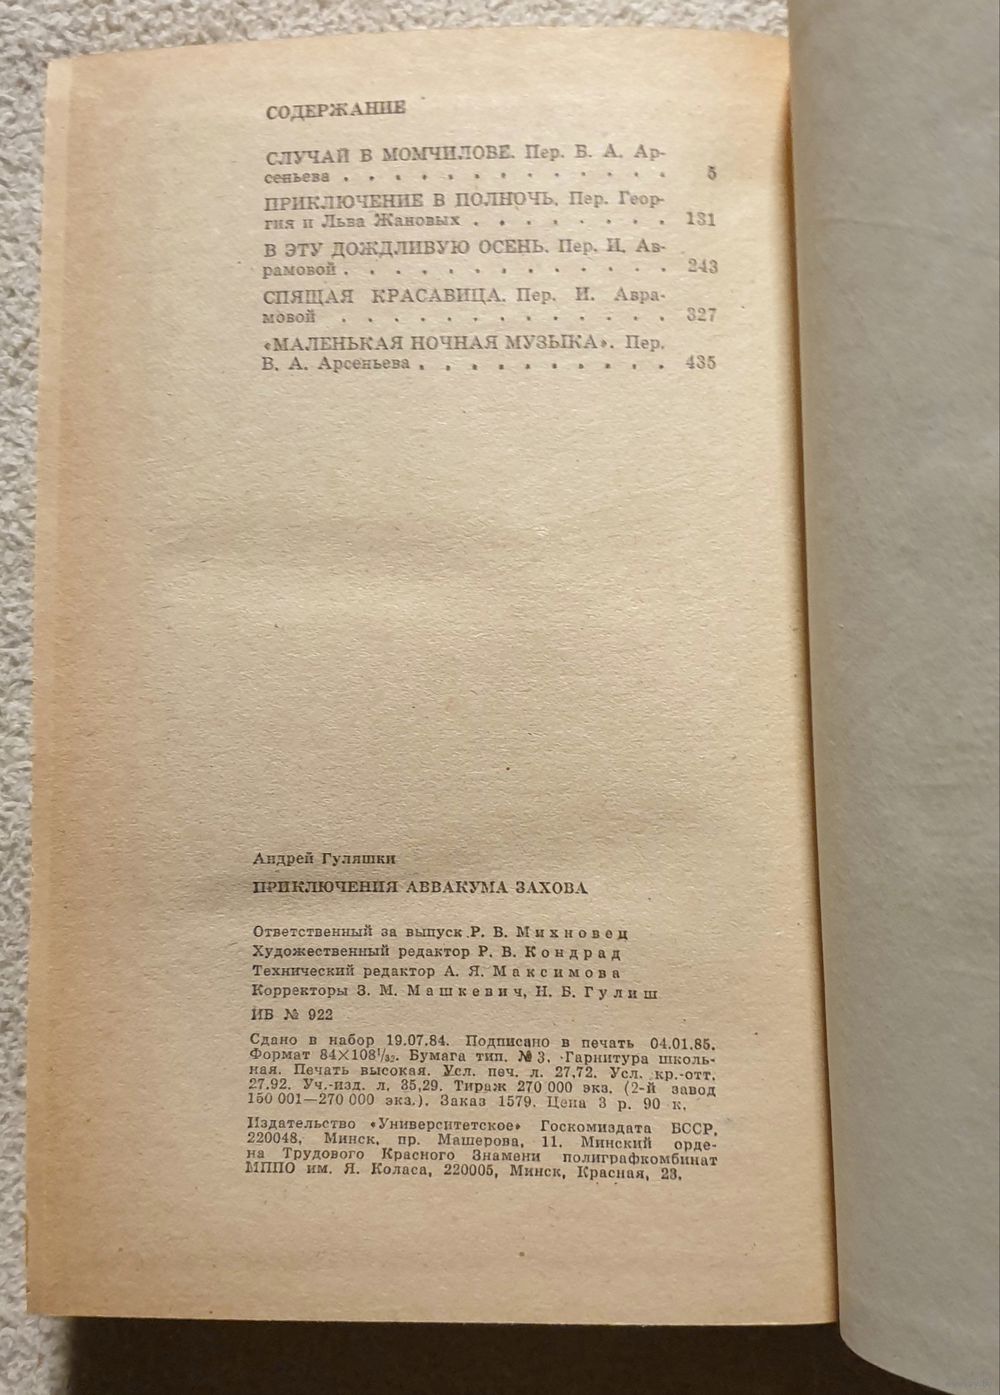 СОДЕРЖАНИЕ
СЛУЧАЙ В МОМЧИЛОВЕ. Пер. В. А. Ар-
сеньева . . . . . . . . . . . . . 5
ПРИКЛЮЧЕНИЕ В ПОЛНОЧЬ. Пер. Геор-
гия и Льва Жановых . . . . . . . . 131
В ЭТУ ДОЖДЛИВУЮ ОСЕНЬ. Пер. И. Ав-
рамовой . . . . . . . . . . . . . 243
СПЯЩАЯ КРАСАВИЦА. Пер. И. Авра-
мовой . . . . . . . . . . . . . 327
«МАЛЕНЬКАЯ НОЧНАЯ МУЗЫКА». Пер.
В. А. Арсеньева . . . . . . . . . . 435
Андрей Гуляшки
ПРИКЛЮЧЕНИЯ АВВАКУМА ЗАХОВА
Ответственный за выпуск Р. В. Михновец
Художественный редактор Р. В. Кондрад
Технический редактор А. Я. Максимова
Корректоры З. М. Машкевич, Н. Б. Гулиш
ИБ № 922
Сдано в набор 19.07.84. Подписано в печать 04.01.85.
Формат 84×108¹/₃₂. Бумага тип. № 3. Гарнитура школь-
ная. Печать высокая. Усл. печ. л. 27,72. Усл. кр.-отт.
27.92. Уч.-изд. л. 35,29. Тираж 270 000 экз. (2-й завод
150 001—270 000 экз.). Заказ 1579. Цена 3 р. 90 к.
Издательство «Университетское» Госкомиздата БССР,
220048, Минск, пр. Машерова, 11. Минский орде-
на Трудового Красного Знамени полиграфкомбинат
МППО им. Я. Коласа, 220005, Минск, Красная, 23.